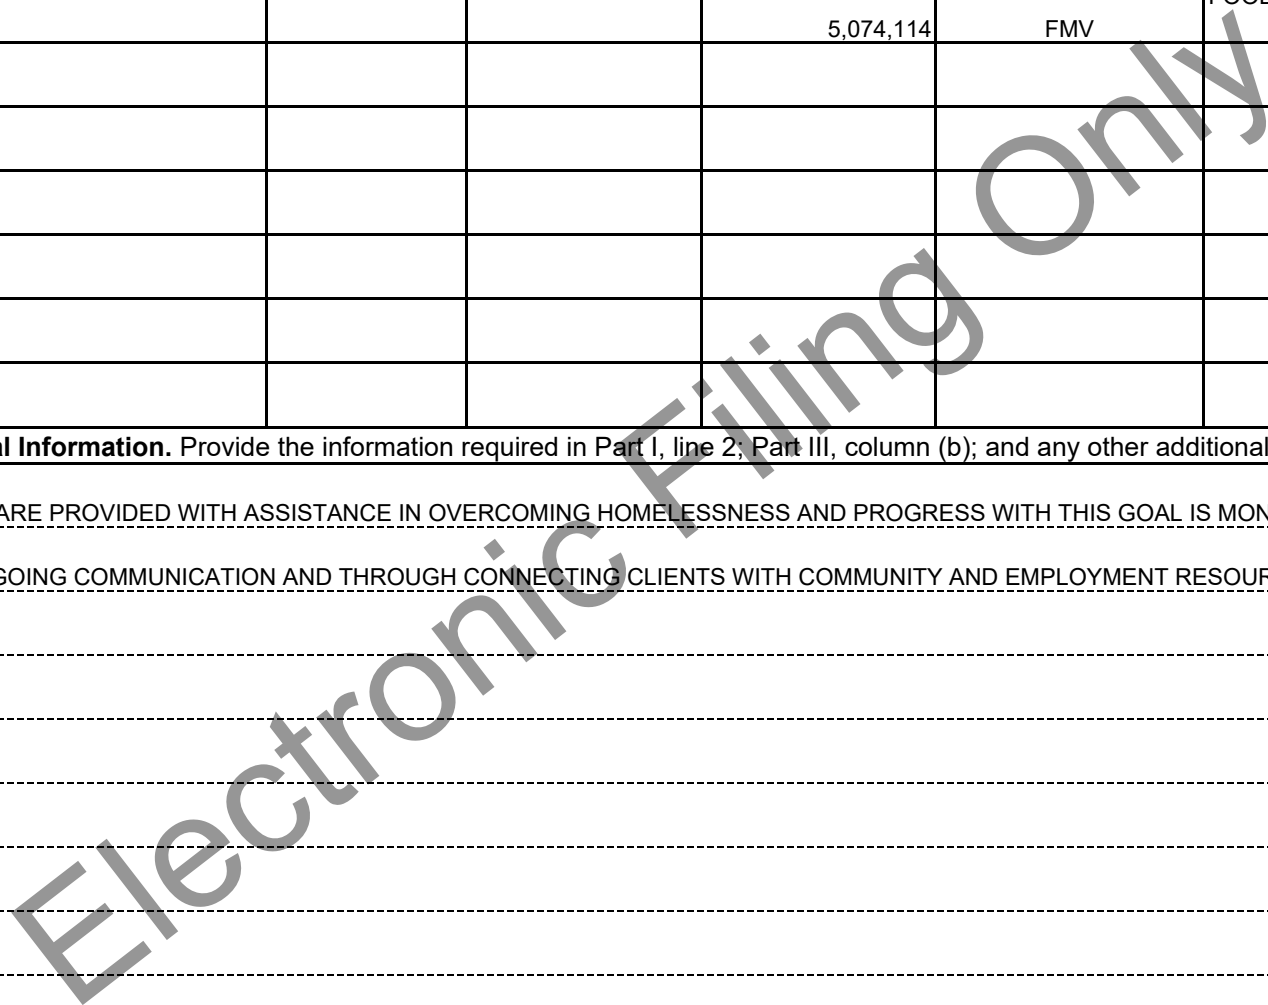 5,074,114 FMV
al Information. Provide the information required in Part I, line 2; Part III, column (b); and any other additional
ARE PROVIDED WITH ASSISTANCE IN OVERCOMING HOMELESSNESS AND PROGRESS WITH THIS GOAL IS MON
GOING COMMUNICATION AND THROUGH CONNECTING CLIENTS WITH COMMUNITY AND EMPLOYMENT RESOUR
Electronic Filing Only